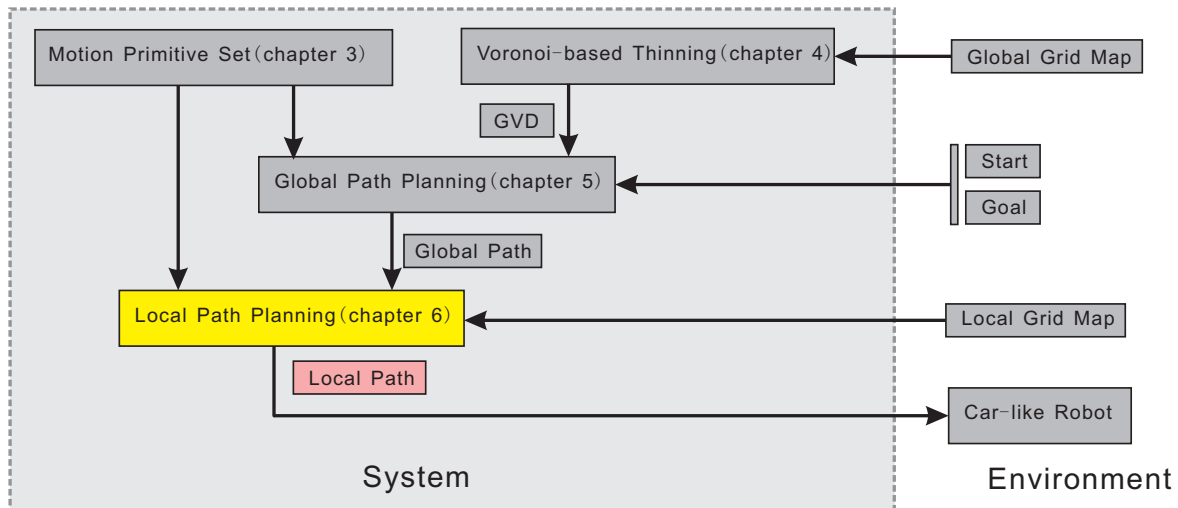 Motion Primitive Set(chapter 3)
Voronoi-based Thinning(chapter 4)
Global Grid Map
GVD
Start
Global Path Planning(chapter 5)
Goal
Global Path
Local Path Planning(chapter 6)
Local Grid Map
Local Path
Car-like Robot
System
Environment